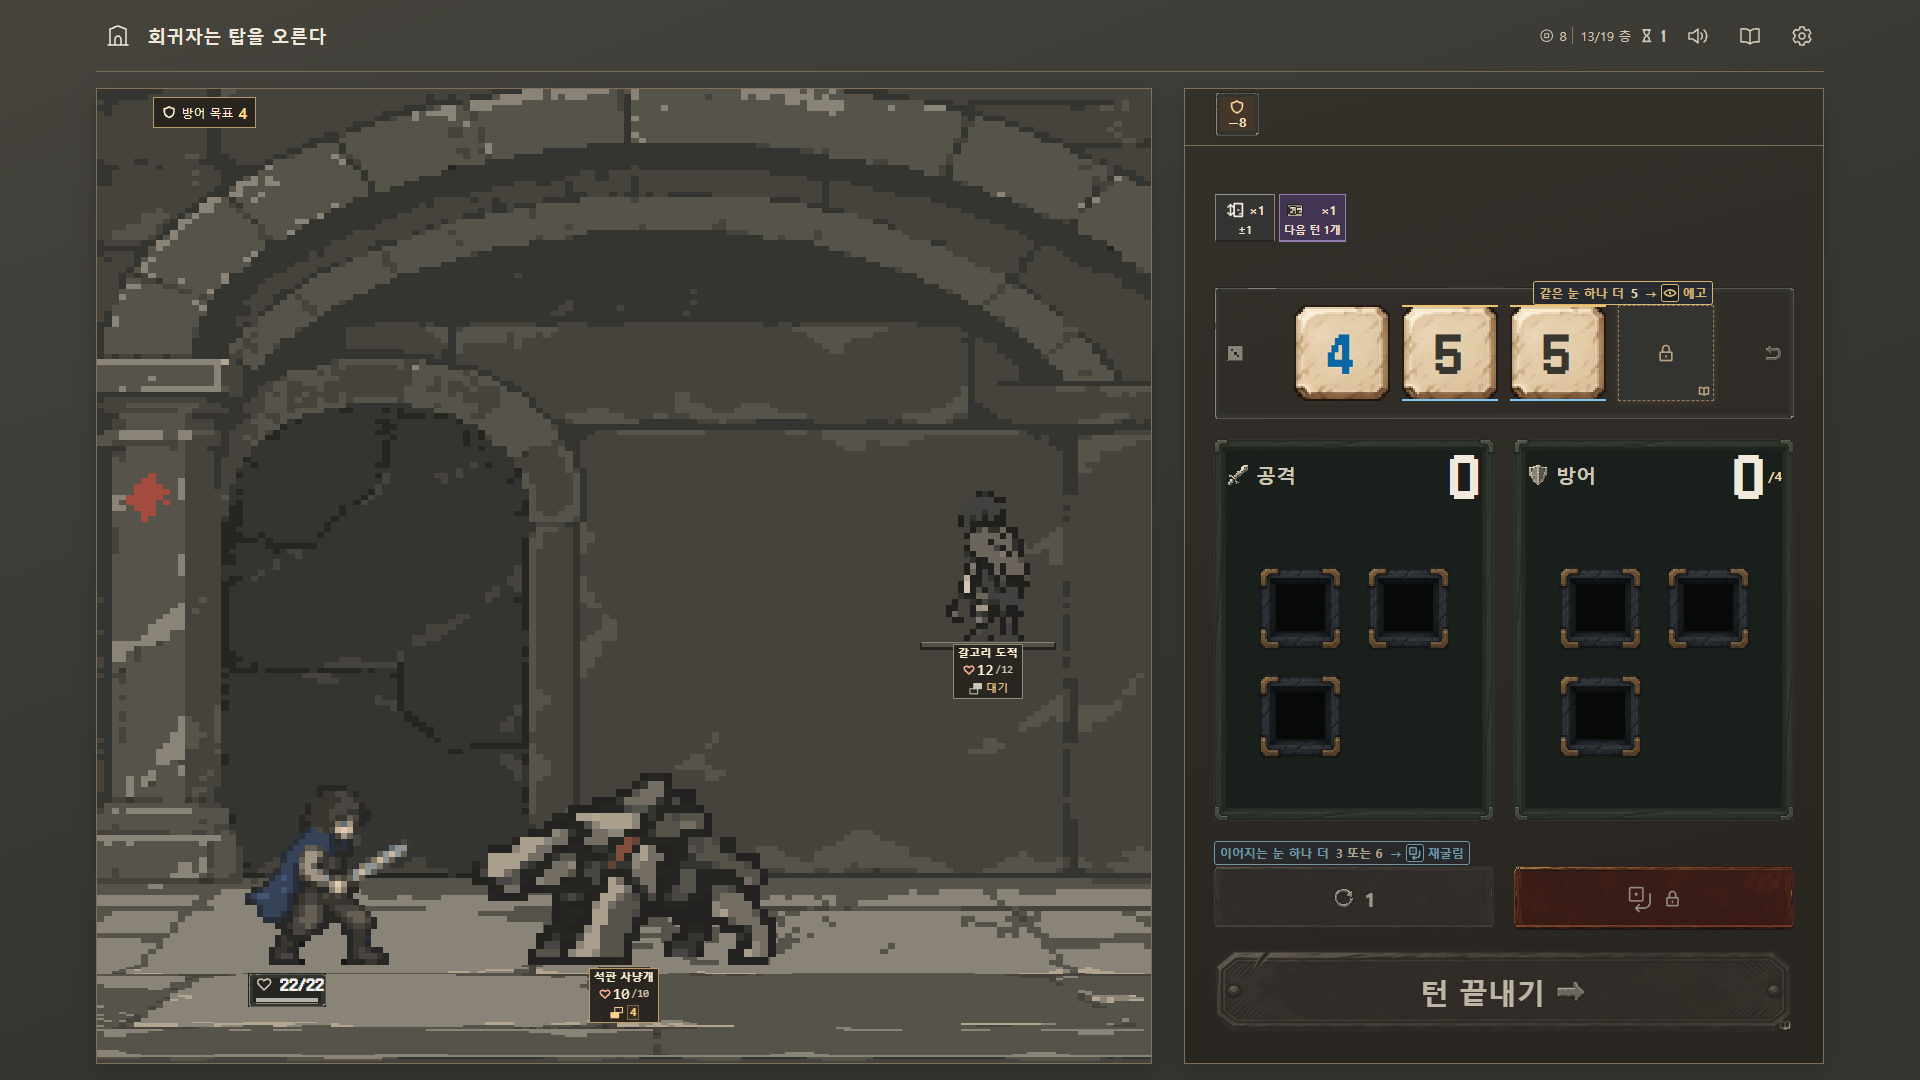 회귀자는 탑을 오른다
8 13/19 층 1
방어 목표 4
-8
×1
±1
×1
다음 턴 1개
같은 눈 하나 더 5 → 에고
4 5 5
공격 0
방어 0 /4
갈고리 도적
12/12
대기
22/22
석판 사냥개
10/10
4
이어지는 눈 하나 더 3 또는 6 → 재굴림
1
턴 끝내기